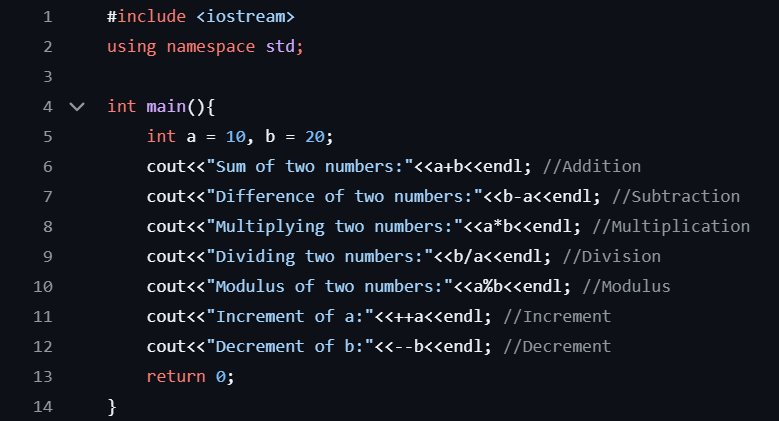 1 #include <iostream>
2 using namespace std;
3
4 int main(){
5 int a = 10, b = 20;
6 cout<<"Sum of two numbers:"<<a+b<<endl; //Addition
7 cout<<"Difference of two numbers:"<<b-a<<endl; //Subtraction
8 cout<<"Multiplying two numbers:"<<a*b<<endl; //Multiplication
9 cout<<"Dividing two numbers:"<<b/a<<endl; //Division
10 cout<<"Modulus of two numbers:"<<a%b<<endl; //Modulus
11 cout<<"Increment of a:"<<++a<<endl; //Increment
12 cout<<"Decrement of b:"<<--b<<endl; //Decrement
13 return 0;
14 }